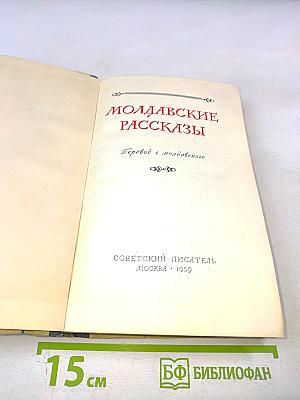 МОЛДАВСКИЕ
РАССКАЗЫ
Перевод с молдавского
СОВЕТСКИЙ ПИСАТЕЛЬ
МОСКВА · 1959
15 см
БФ БИБЛИОФАН